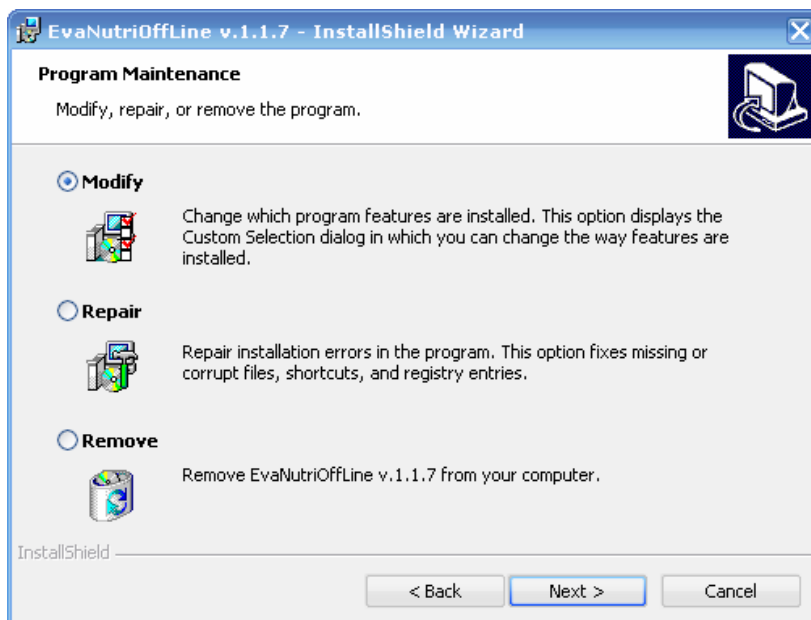 EvaNutriOffLine v.1.1.7 - InstallShield Wizard
Program Maintenance
Modify, repair, or remove the program.
Modify
Change which program features are installed. This option displays the
Custom Selection dialog in which you can change the way features are
installed.
Repair
Repair installation errors in the program. This option fixes missing or
corrupt files, shortcuts, and registry entries.
Remove
Remove EvaNutriOffLine v.1.1.7 from your computer.
InstallShield
< Back
Next >
Cancel